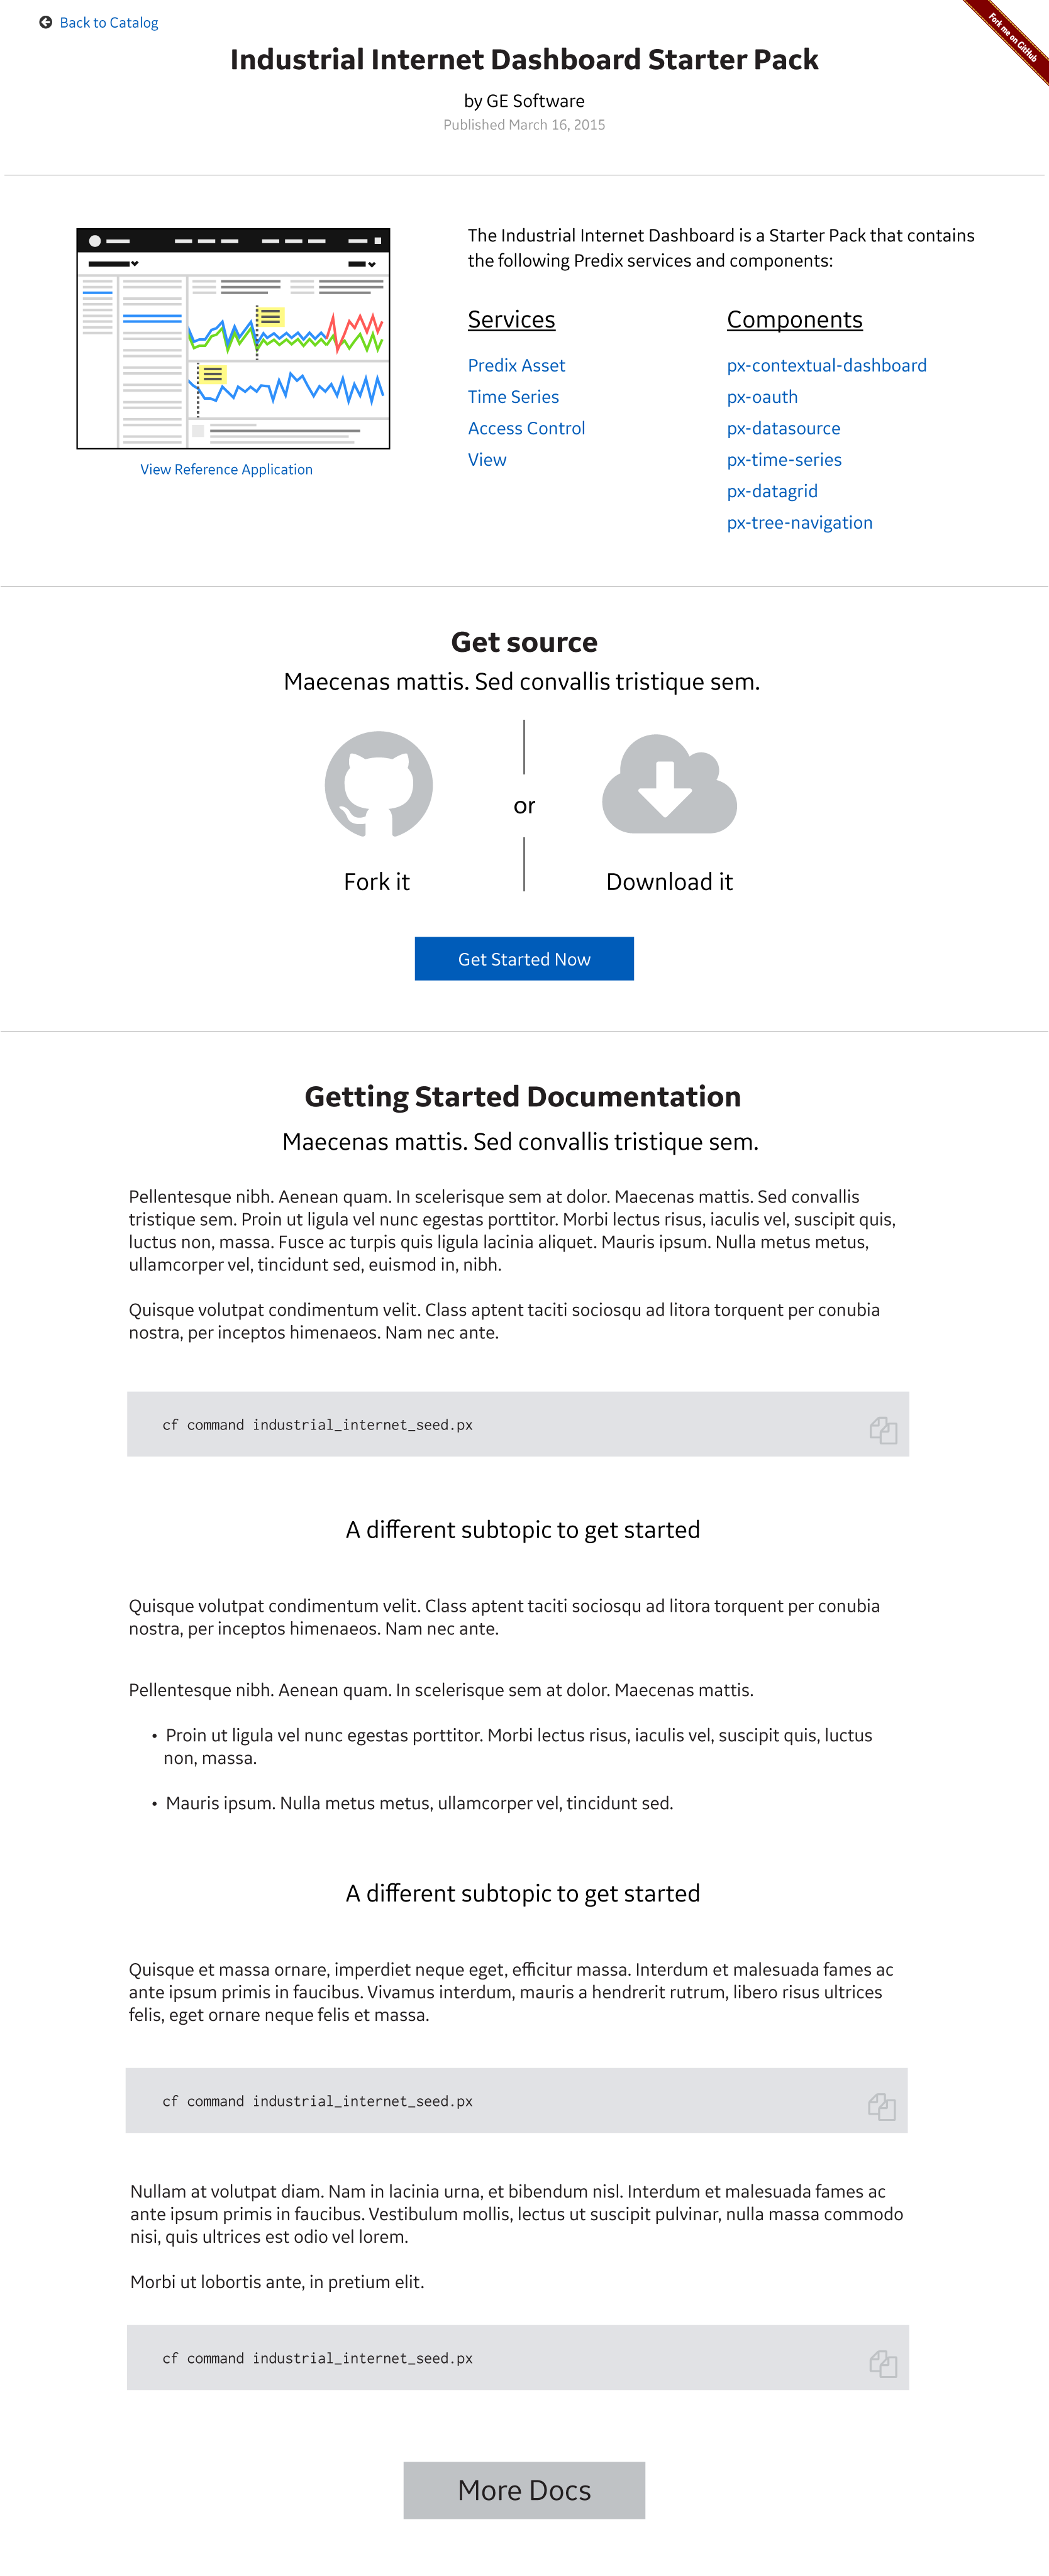 Back to Catalog
Fork me on GitHub
Industrial Internet Dashboard Starter Pack
by GE Software
Published March 16, 2015
The Industrial Internet Dashboard is a Starter Pack that contains
the following Predix services and components:
Services
Predix Asset
Time Series
Access Control
View
Components
px-contextual-dashboard
px-oauth
px-datasource
px-time-series
px-datagrid
px-tree-navigation
View Reference Application
Get source
Maecenas mattis. Sed convallis tristique sem.
Fork it
or
Download it
Get Started Now
Getting Started Documentation
Maecenas mattis. Sed convallis tristique sem.
Pellentesque nibh. Aenean quam. In scelerisque sem at dolor. Maecenas mattis. Sed convallis
tristique sem. Proin ut ligula vel nunc egestas porttitor. Morbi lectus risus, iaculis vel, suscipit quis,
luctus non, massa. Fusce ac turpis quis ligula lacinia aliquet. Mauris ipsum. Nulla metus metus,
ullamcorper vel, tincidunt sed, euismod in, nibh.
Quisque volutpat condimentum velit. Class aptent taciti sociosqu ad litora torquent per conubia
nostra, per inceptos himenaeos. Nam nec ante.
cf command industrial_internet_seed.px
A different subtopic to get started
Quisque volutpat condimentum velit. Class aptent taciti sociosqu ad litora torquent per conubia
nostra, per inceptos himenaeos. Nam nec ante.
Pellentesque nibh. Aenean quam. In scelerisque sem at dolor. Maecenas mattis.
• Proin ut ligula vel nunc egestas porttitor. Morbi lectus risus, iaculis vel, suscipit quis, luctus
non, massa.
• Mauris ipsum. Nulla metus metus, ullamcorper vel, tincidunt sed.
A different subtopic to get started
Quisque et massa ornare, imperdiet neque eget, efficitur massa. Interdum et malesuada fames ac
ante ipsum primis in faucibus. Vivamus interdum, mauris a hendrerit rutrum, libero risus ultrices
felis, eget ornare neque felis et massa.
cf command industrial_internet_seed.px
Nullam at volutpat diam. Nam in lacinia urna, et bibendum nisl. Interdum et malesuada fames ac
ante ipsum primis in faucibus. Vestibulum mollis, lectus ut suscipit pulvinar, nulla massa commodo
nisi, quis ultrices est odio vel lorem.
Morbi ut lobortis ante, in pretium elit.
cf command industrial_internet_seed.px
More Docs